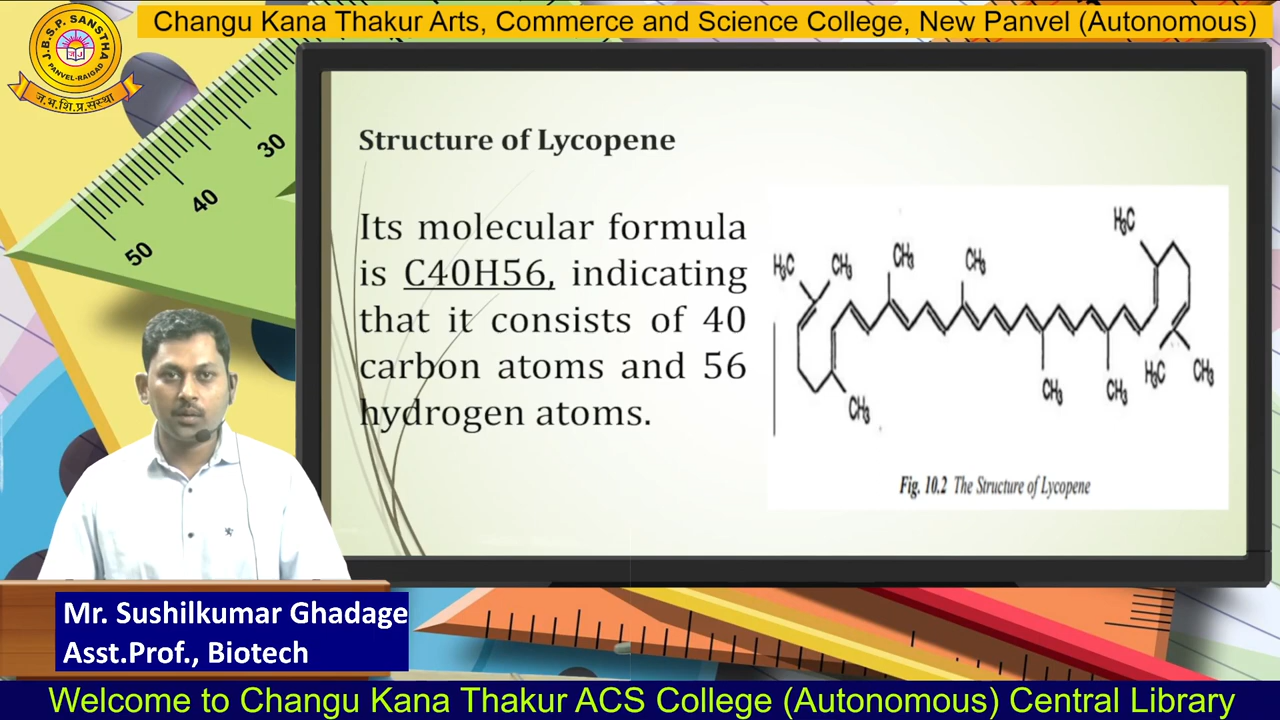 Changu Kana Thakur Arts, Commerce and Science College, New Panvel (Autonomous)
J.B.S.P. SANSTHA
PANVEL-RAIGAD
ज.भ.शि.प्र.संस्था
30
40
50
Structure of Lycopene
Its molecular formula
is C40H56, indicating
that it consists of 40
carbon atoms and 56
hydrogen atoms.
H₃C
CH₃
CH₃
CH₃
H₃C
CH₃
CH₃
CH₃
H₃C
CH₃
Fig. 10.2 The Structure of Lycopene
Mr. Sushilkumar Ghadage
Asst.Prof., Biotech
Welcome to Changu Kana Thakur ACS College (Autonomous) Central Library